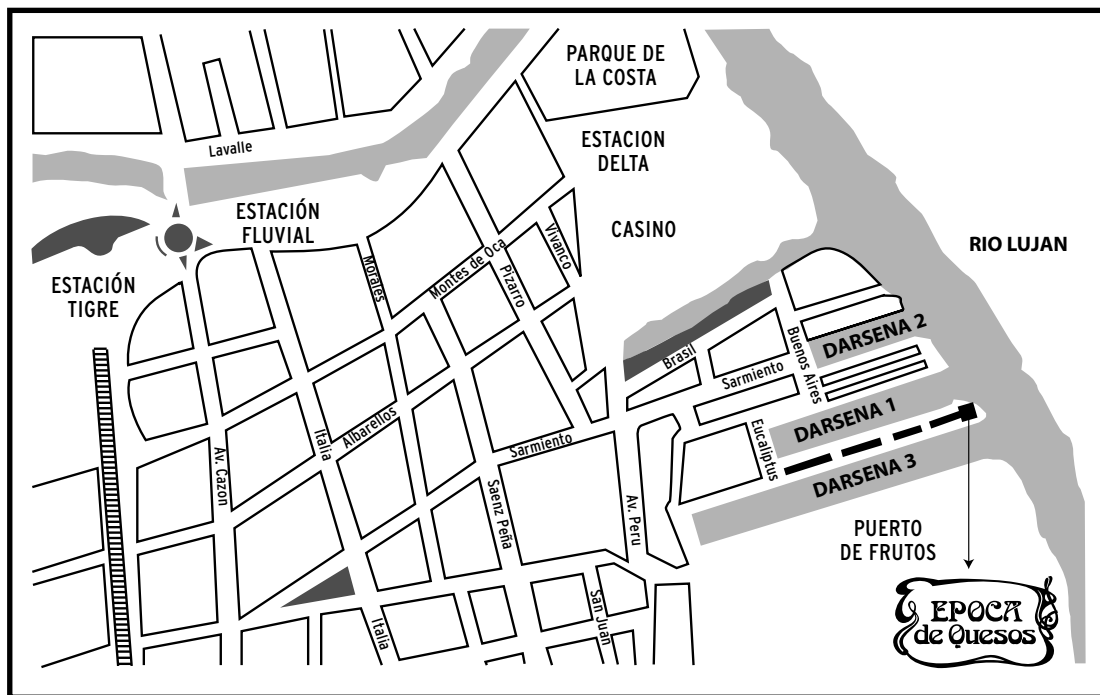 PARQUE DE
LA COSTA
Lavalle
ESTACION
DELTA
ESTACIÓN
FLUVIAL
CASINO
Vivanco
RIO LUJAN
ESTACIÓN
TIGRE
Morales
Montes de Oca
Pizarro
DARSENA 2
Brasil
Buenos Aires
Sarmiento
DARSENA 1
Albarellos
Italia
Sarmiento
Eucaliptus
Av. Cazon
DARSENA 3
Saenz Peña
Av. Peru
PUERTO
DE FRUTOS
San Juan
Italia
EPOCA
de Quesos